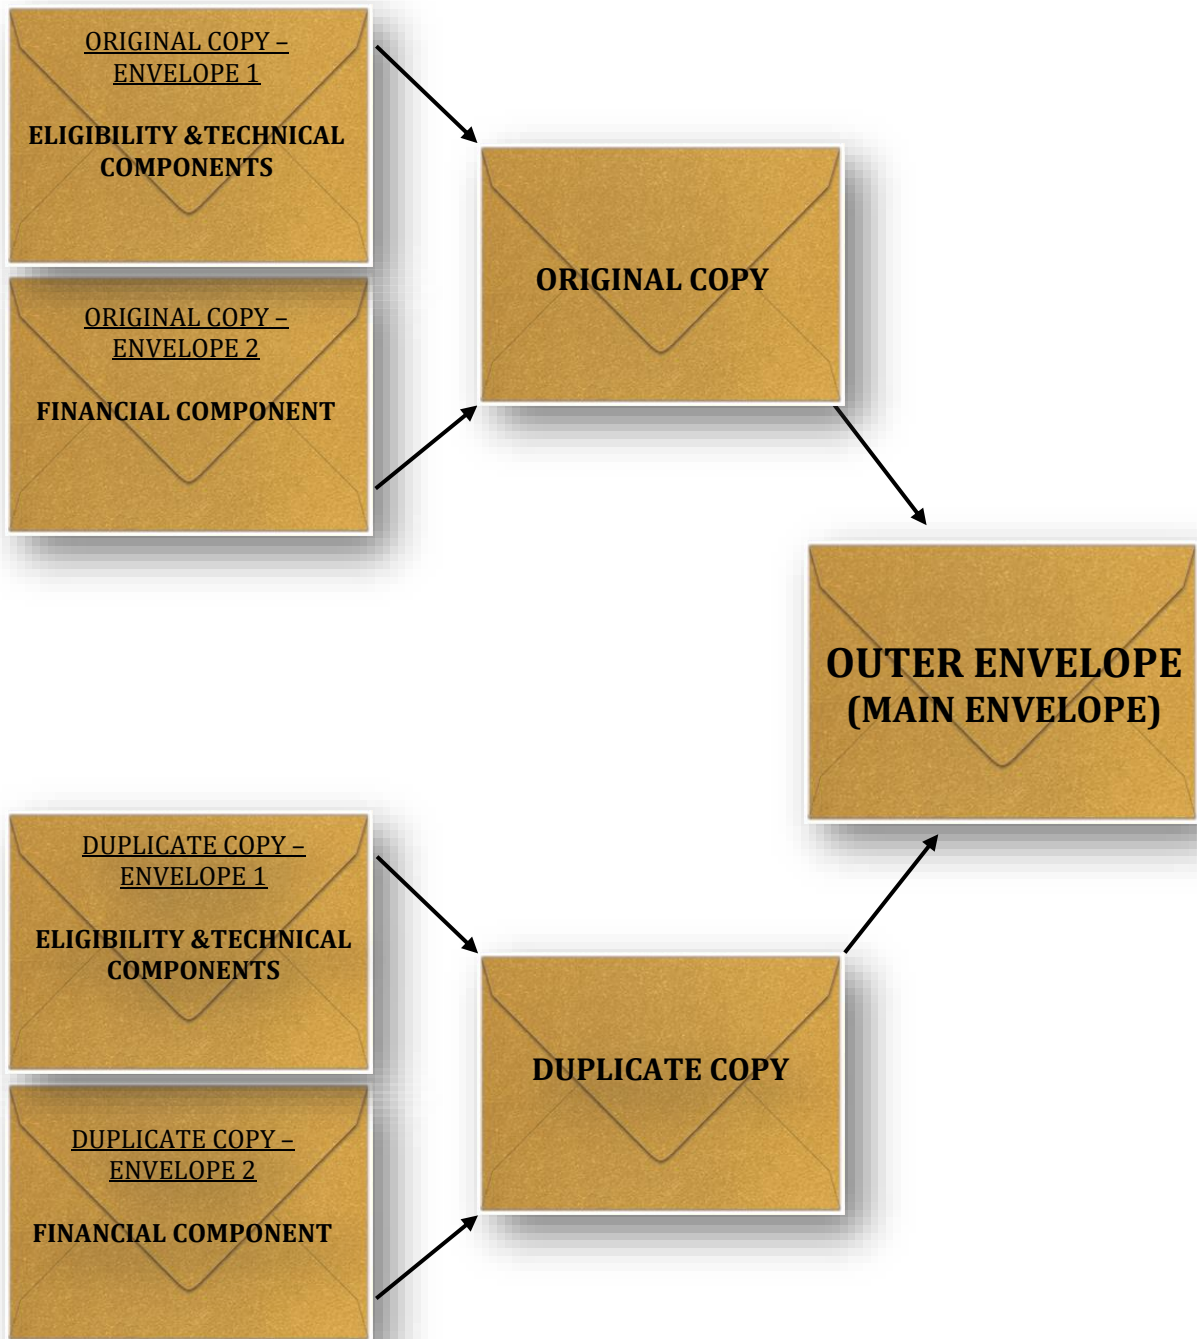 ORIGINAL COPY –
ENVELOPE 1
ELIGIBILITY &TECHNICAL
COMPONENTS
ORIGINAL COPY –
ENVELOPE 2
FINANCIAL COMPONENT
ORIGINAL COPY
OUTER ENVELOPE
(MAIN ENVELOPE)
DUPLICATE COPY –
ENVELOPE 1
ELIGIBILITY &TECHNICAL
COMPONENTS
DUPLICATE COPY –
ENVELOPE 2
FINANCIAL COMPONENT
DUPLICATE COPY